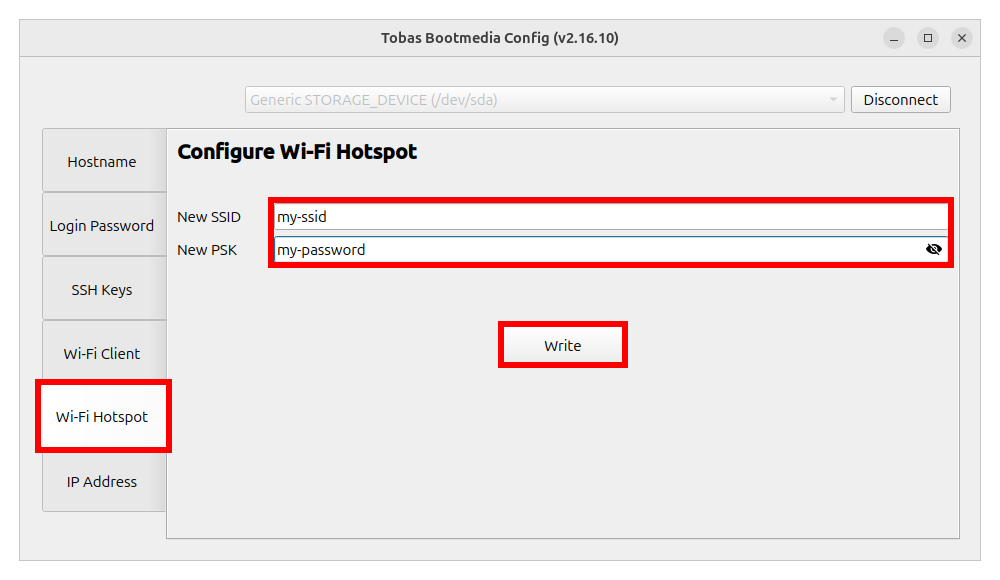 Tobas Bootmedia Config (v2.16.10)
Generic STORAGE_DEVICE (/dev/sda)
Disconnect
Hostname
Login Password
SSH Keys
Wi-Fi Client
Wi-Fi Hotspot
IP Address
Configure Wi-Fi Hotspot
New SSID
my-ssid
New PSK
my-password
Write